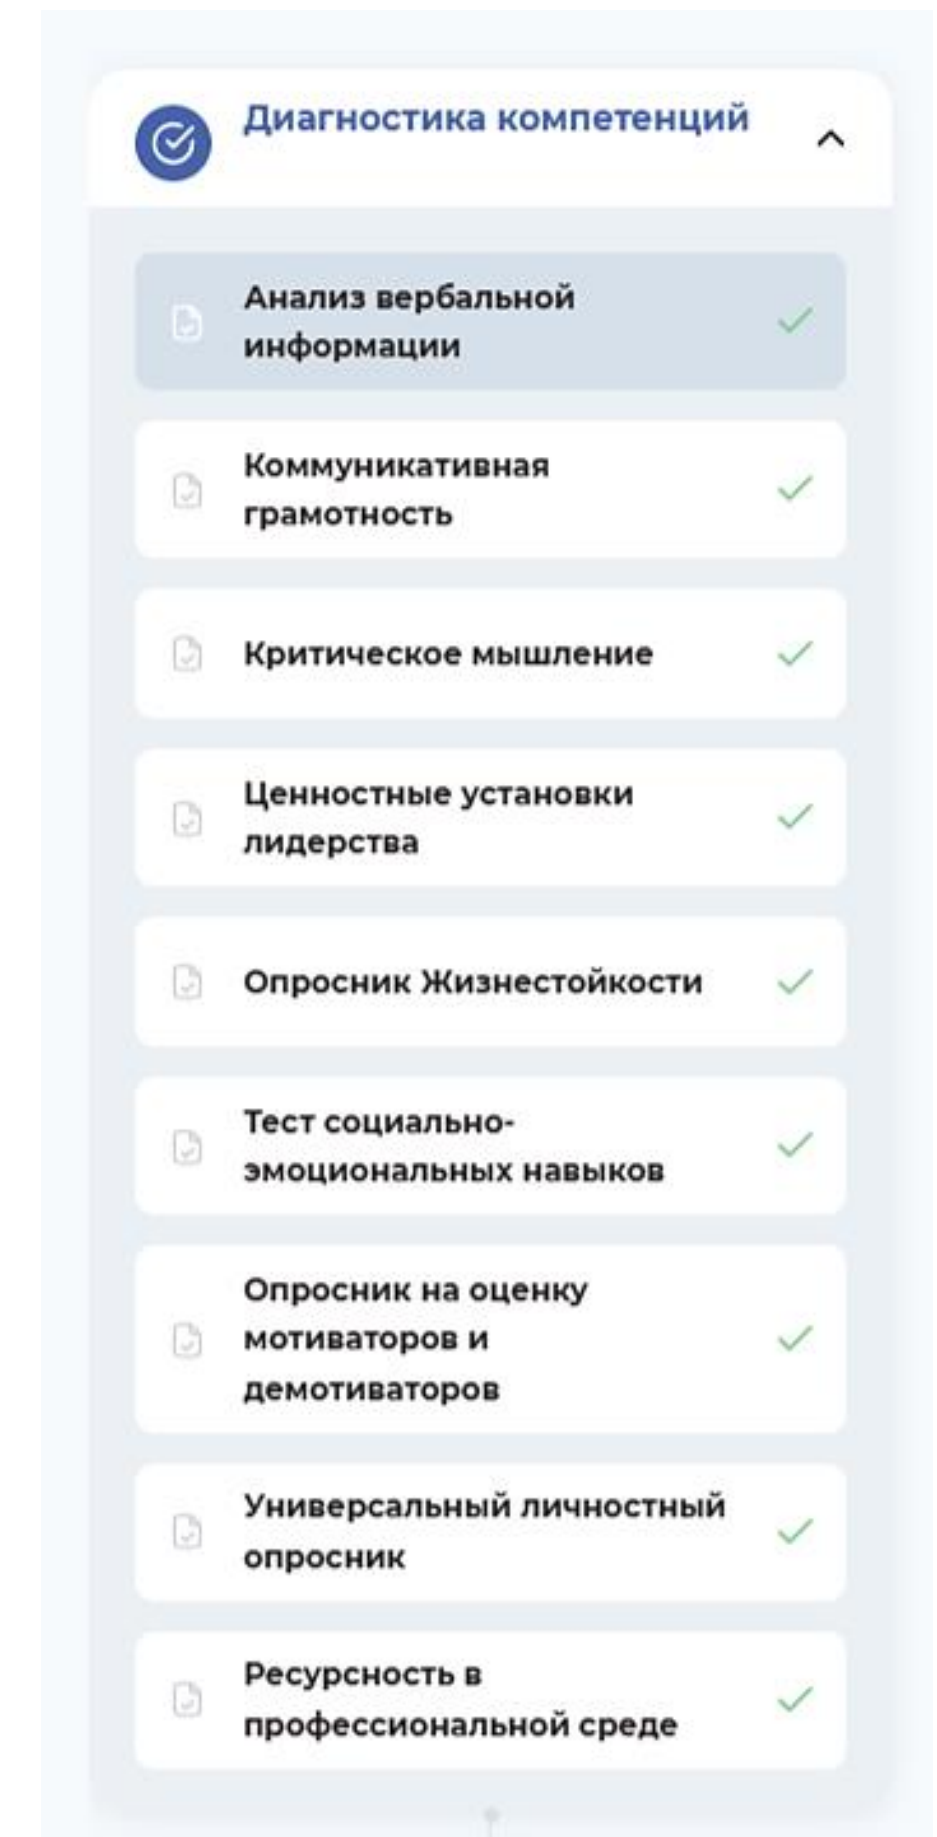 Диагностика компетенций
Анализ вербальной
информации
Коммуникативная
грамотность
Критическое мышление
Ценностные установки
лидерства
Опросник Жизнестойкости
Тест социально-
эмоциональных навыков
Опросник на оценку
мотиваторов и
демотиваторов
Универсальный личностный
опросник
Ресурсность в
профессиональной среде